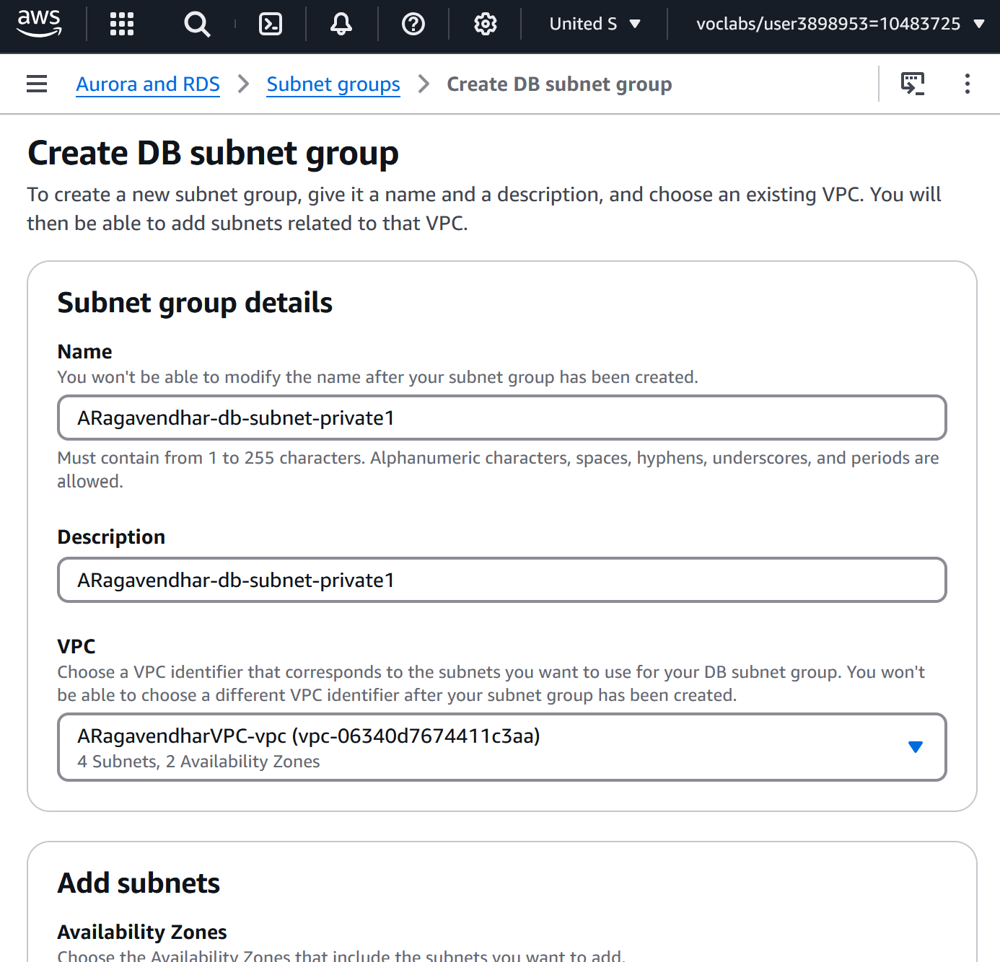 aws
United S
voclabs/user3898953=10483725
Aurora and RDS
Subnet groups
Create DB subnet group
Create DB subnet group
To create a new subnet group, give it a name and a description, and choose an existing VPC. You will
then be able to add subnets related to that VPC.
Subnet group details
Name
You won't be able to modify the name after your subnet group has been created.
ARagavendhar-db-subnet-private1
Must contain from 1 to 255 characters. Alphanumeric characters, spaces, hyphens, underscores, and periods are
allowed.
Description
ARagavendhar-db-subnet-private1
VPC
Choose a VPC identifier that corresponds to the subnets you want to use for your DB subnet group. You won't
be able to choose a different VPC identifier after your subnet group has been created.
ARagavendharVPC-vpc (vpc-06340d7674411c3aa)
4 Subnets, 2 Availability Zones
Add subnets
Availability Zones
Choose the Availability Zones that include the subnets you want to add.